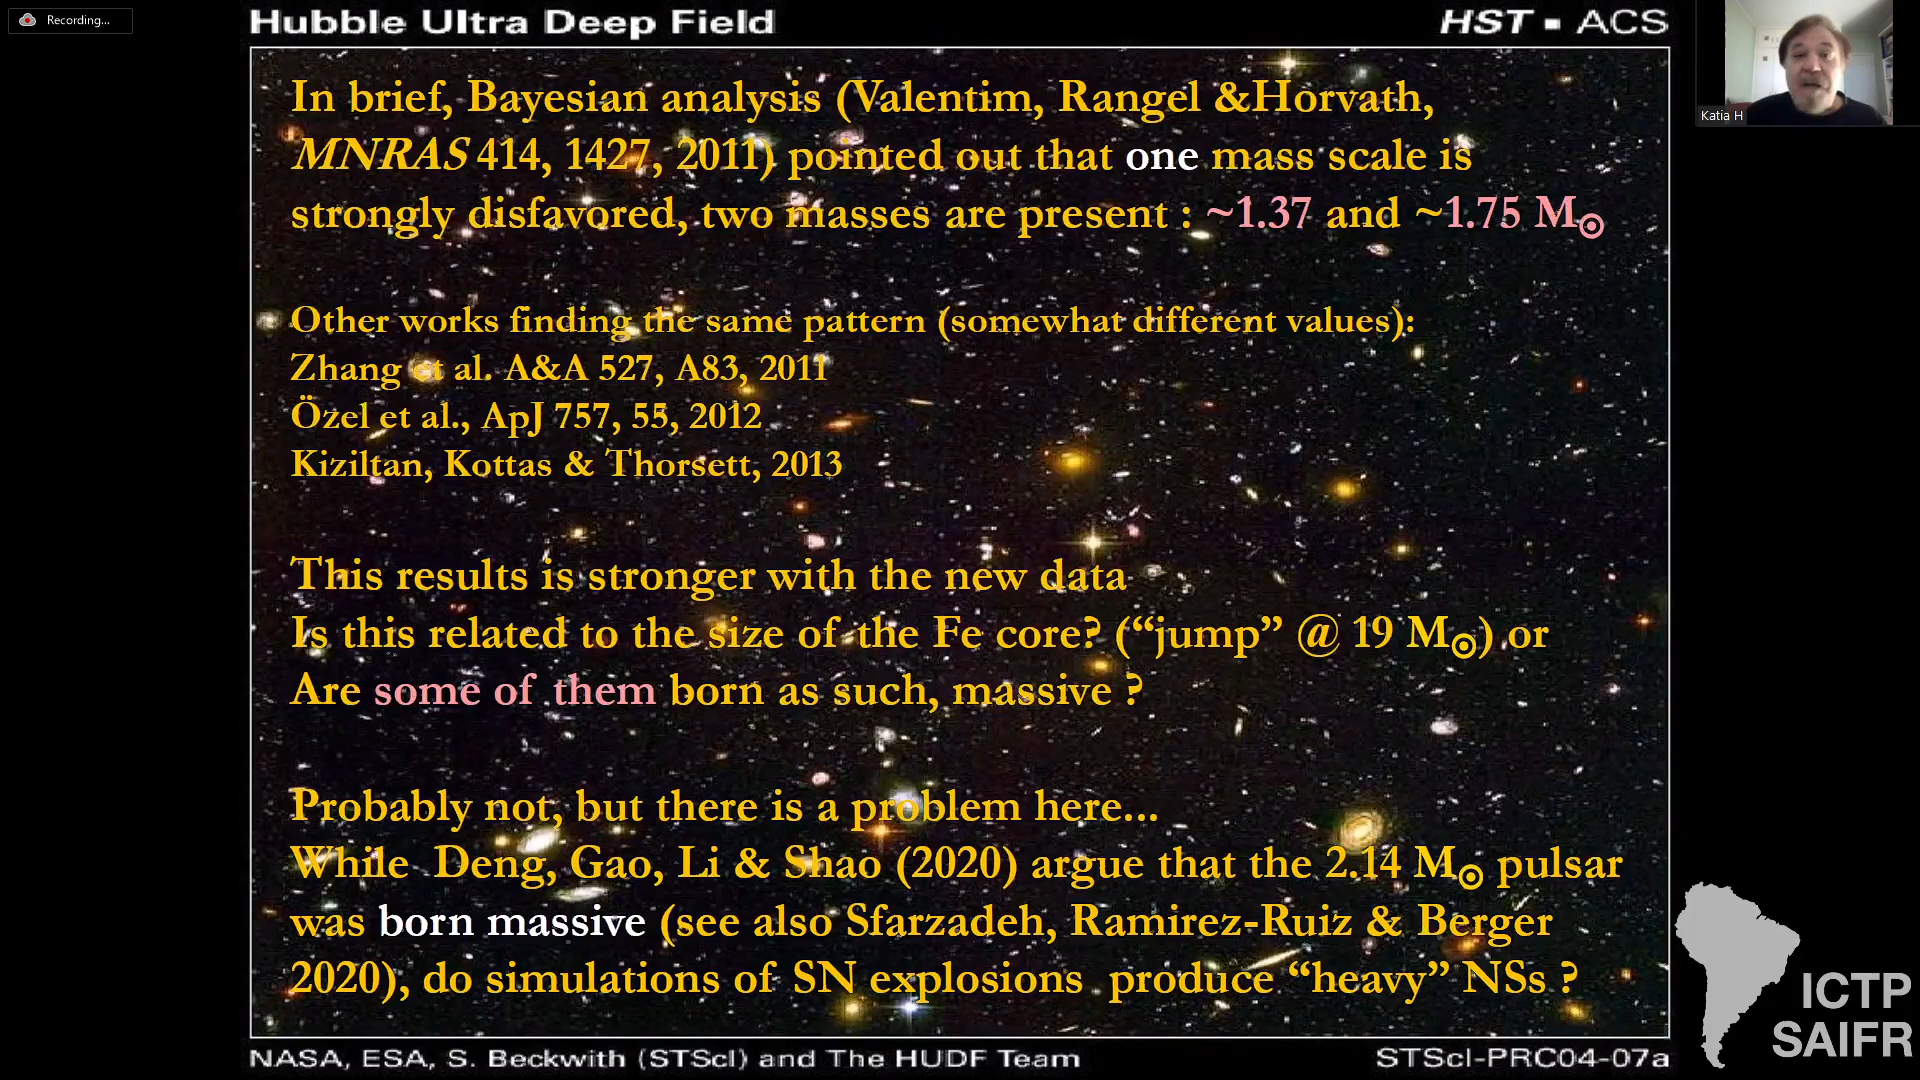 Recording...
Hubble Ultra Deep Field
HST ▪ ACS
Katia H
In brief, Bayesian analysis (Valentim, Rangel &Horvath,
MNRAS 414, 1427, 2011) pointed out that one mass scale is
strongly disfavored, two masses are present : ~1.37 and ~1.75 M⊙
Other works finding the same pattern (somewhat different values):
Zhang et al. A&A 527, A83, 2011
Özel et al., ApJ 757, 55, 2012
Kiziltan, Kottas & Thorsett, 2013
This results is stronger with the new data
Is this related to the size of the Fe core? (“jump” @ 19 M⊙) or
Are some of them born as such, massive ?
Probably not, but there is a problem here...
While Deng, Gao, Li & Shao (2020) argue that the 2.14 M⊙ pulsar
was born massive (see also Sfarzadeh, Ramirez-Ruiz & Berger
2020), do simulations of SN explosions produce “heavy” NSs ?
NASA, ESA, S. Beckwith (STScI) and The HUDF Team
STScI-PRC04-07a
ICTP
SAIFR